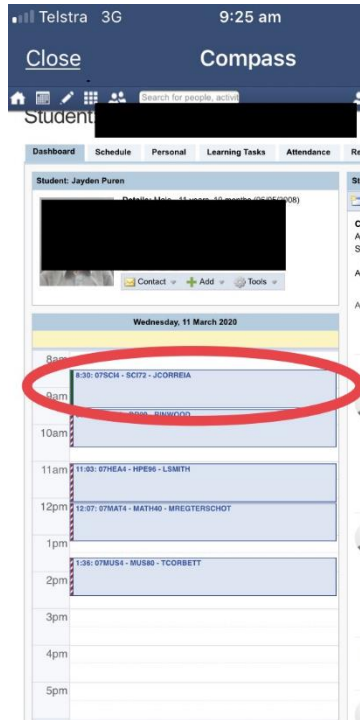 Telstra 3G 9:25 am
Close Compass
Search for people, activit
Student:
Dashboard Schedule Personal Learning Tasks Attendance Re
Student: Jayden Puren
Contact Add Tools
Wednesday, 11 March 2020
8am
8:30: 07SCI4 - SCI72 - JCORREIA
9am
10am
11am 11:03: 07HEA4 - HPE96 - LSMITH
12pm 12:07: 07MAT4 - MATH40 - MREGTERSCHOT
1pm
1:36: 07MUS4 - MUS80 - TCORBETT
2pm
3pm
4pm
5pm